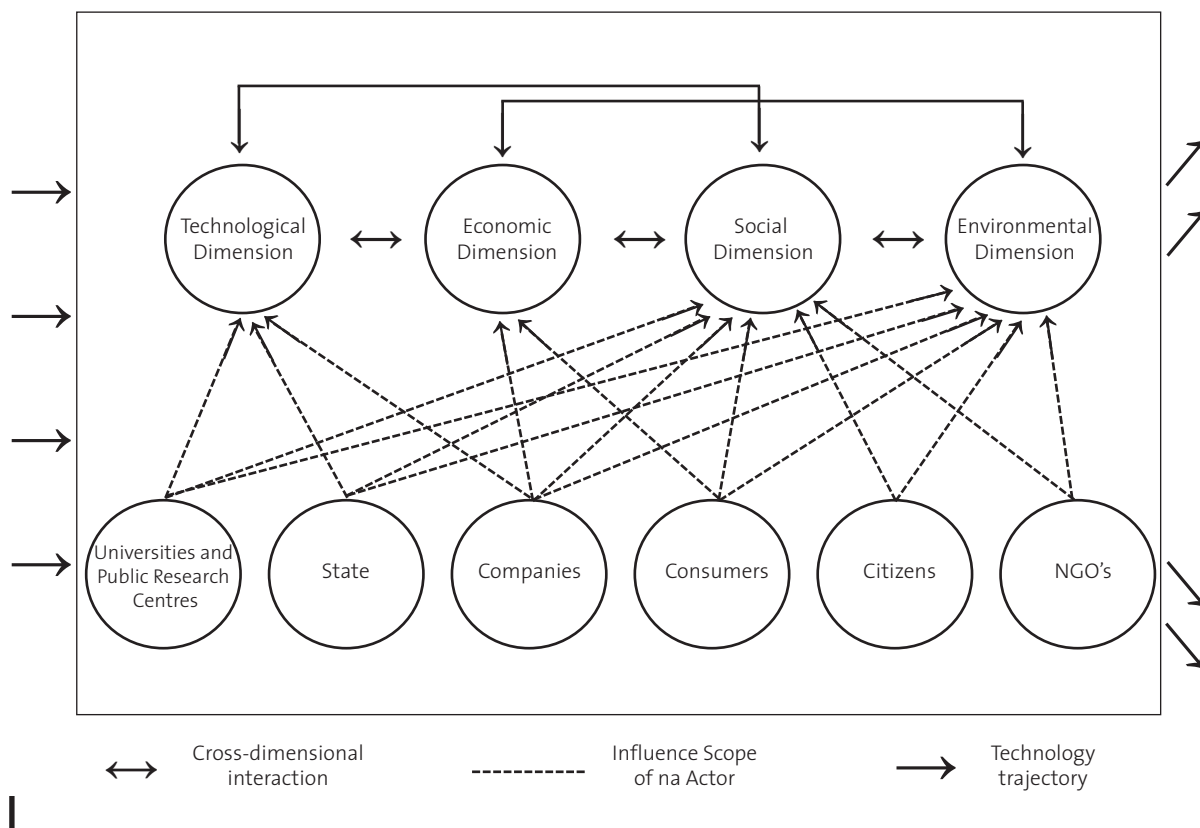 Technological
Dimension
Economic
Dimension
Social
Dimension
Environmental
Dimension
Universities and
Public Research
Centres
State
Companies
Consumers
Citizens
NGO's
Cross-dimensional
interaction
Influence Scope
of na Actor
Technology
trajectory